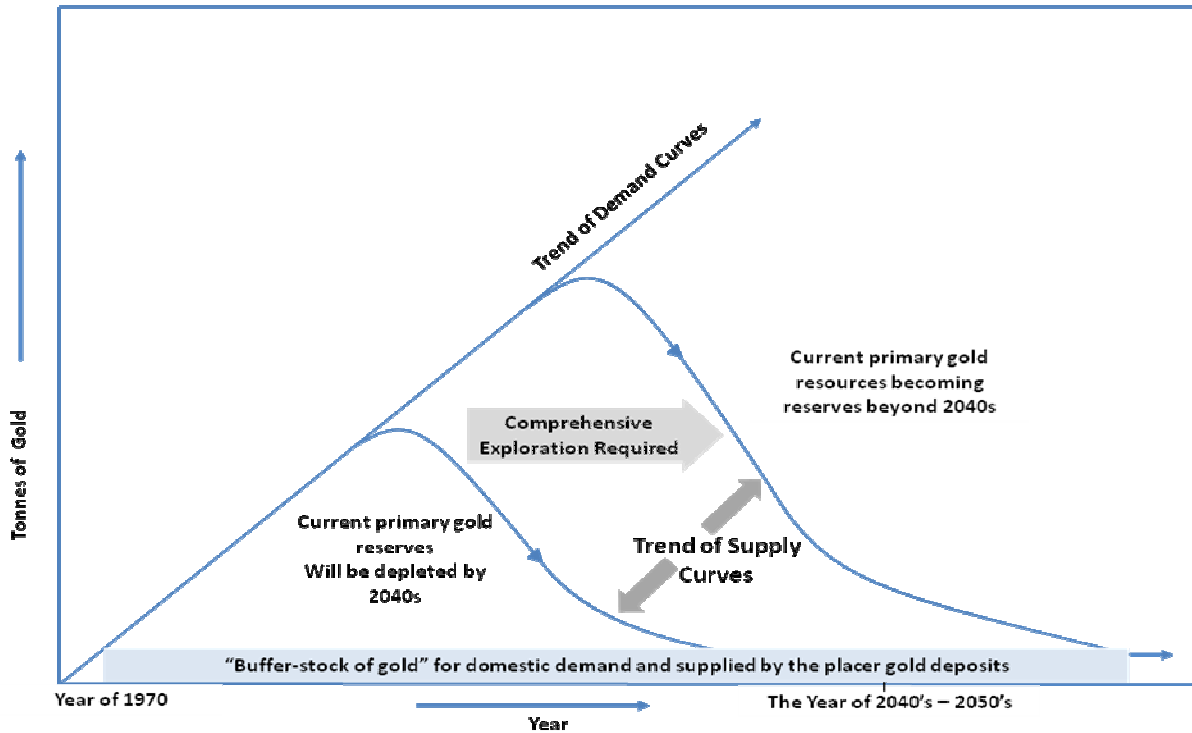 Trend of Demand Curves
Tonnes of Gold
Current primary gold
resources becoming
reserves beyond 2040s
Comprehensive
Exploration Required
Current primary gold
reserves
Will be depleted by
2040s
Trend of Supply
Curves
“Buffer-stock of gold” for domestic demand and supplied by the placer gold deposits
Year of 1970
The Year of 2040's – 2050's
Year